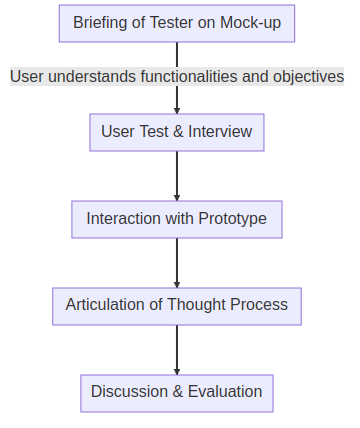 Briefing of Tester on Mock-up
User understands functionalities and objectives
User Test & Interview
Interaction with Prototype
Articulation of Thought Process
Discussion & Evaluation